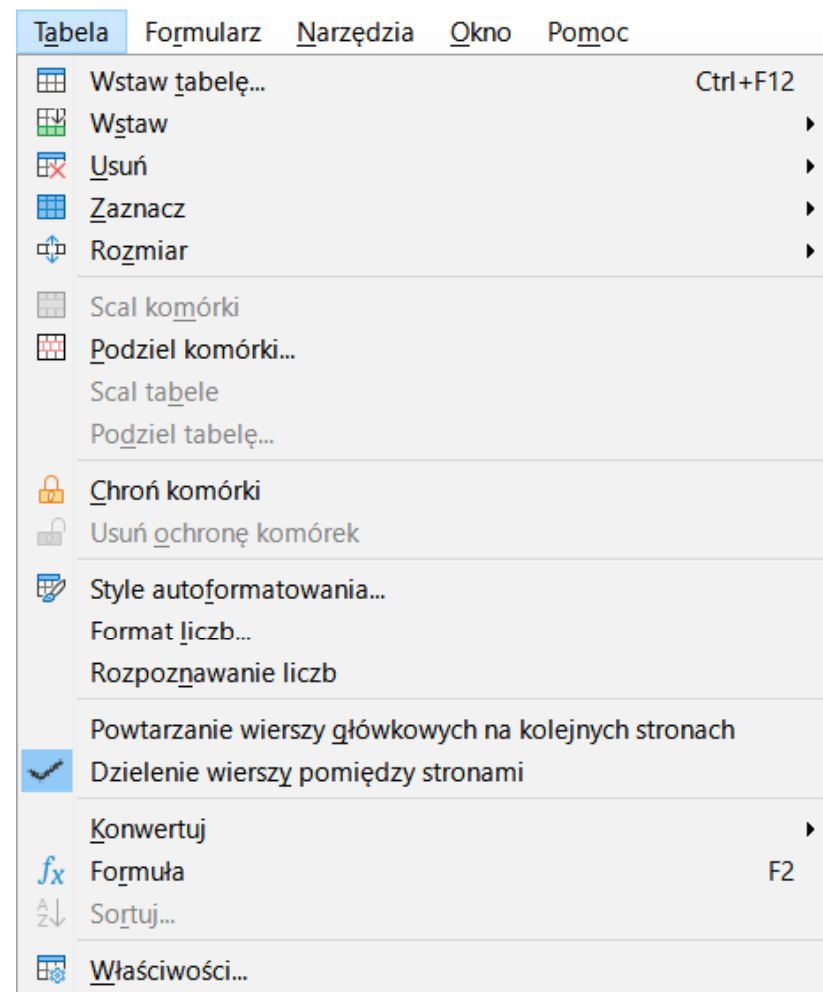 Tabela Formularz Narzędzia Okno Pomoc
Wstaw tabelę... Ctrl+F12
Wstaw
Usuń
Zaznacz
Rozmiar
Scal komórki
Podziel komórki...
Scal tabele
Podziel tabelę...
Chroń komórki
Usuń ochronę komórek
Style autoformatowania...
Format liczb...
Rozpoznawanie liczb
Powtarzanie wierszy główkowych na kolejnych stronach
Dzielenie wierszy pomiędzy stronami
Konwertuj
fx Formuła F2
AZ Sortuj...
Właściwości...